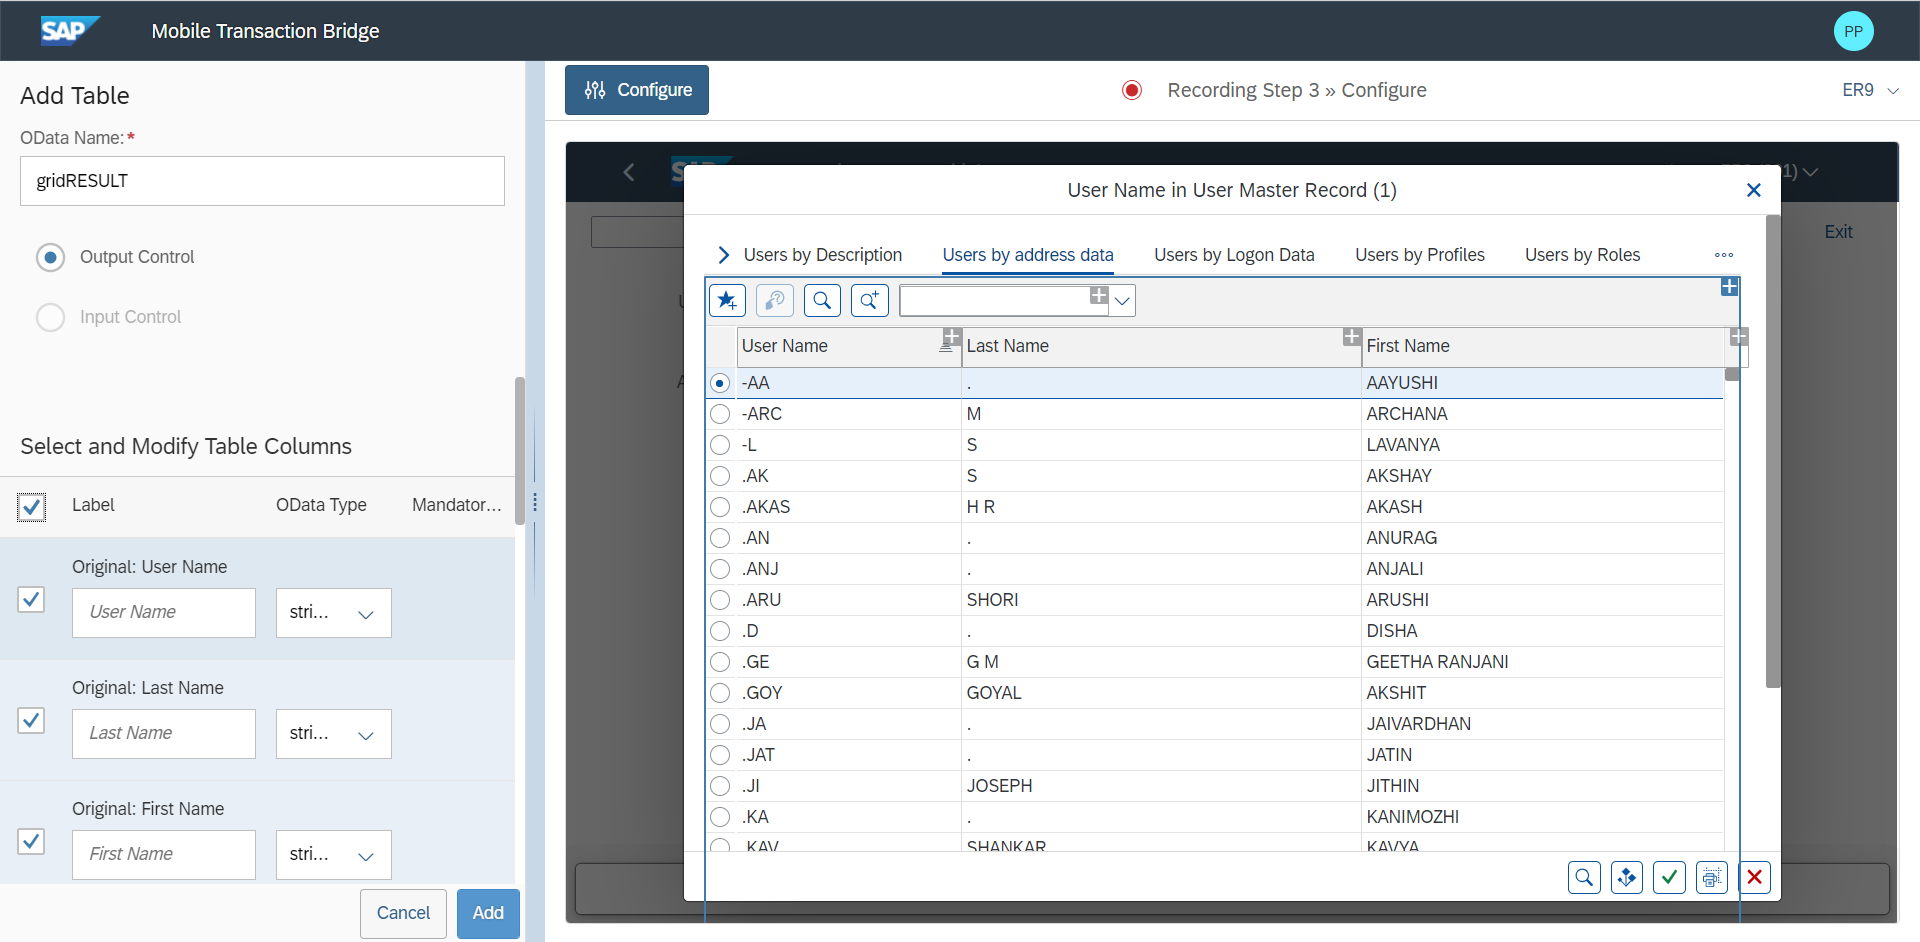 SAP Mobile Transaction Bridge PP
Add Table
OData Name:*
gridRESULT
Output Control
Input Control
Select and Modify Table Columns
Label OData Type Mandator...
Original: User Name
User Name stri...
Original: Last Name
Last Name stri...
Original: First Name
First Name stri...
Cancel Add
Configure Recording Step 3 » Configure ER9
Exit
User Name in User Master Record (1)
Users by Description Users by address data Users by Logon Data Users by Profiles Users by Roles
User Name Last Name First Name
-AA . AAYUSHI
-ARC M ARCHANA
-L S LAVANYA
.AK S AKSHAY
.AKAS H R AKASH
.AN . ANURAG
.ANJ . ANJALI
.ARU SHORI ARUSHI
.D . DISHA
.GE G M GEETHA RANJANI
.GOY GOYAL AKSHIT
.JA . JAIVARDHAN
.JAT . JATIN
.JI JOSEPH JITHIN
.KA . KANIMOZHI
.KAV SHANKAR KAVYA